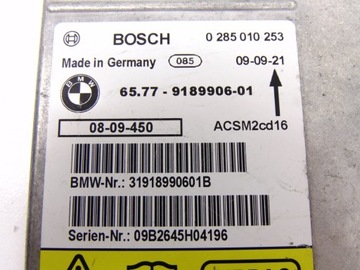 BOSCH 0 285 010 253
Made in Germany 085 09-09-21
BMW
65.77 - 9189906-01
08-09-450 ACSM2cd16
BMW-Nr.: 31918990601B
Serien-Nr.: 09B2645H04196